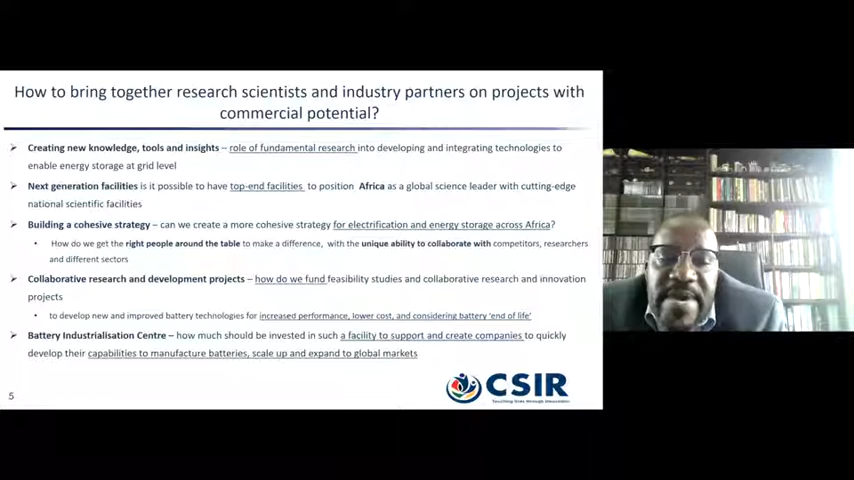 How to bring together research scientists and industry partners on projects with
commercial potential?
Creating new knowledge, tools and insights – role of fundamental research into developing and integrating technologies to
enable energy storage at grid level
Next generation facilities is it possible to have top-end facilities to position Africa as a global science leader with cutting-edge
national scientific facilities
Building a cohesive strategy – can we create a more cohesive strategy for electrification and energy storage across Africa?
• How do we get the right people around the table to make a difference, with the unique ability to collaborate with competitors, researchers
and different sectors
Collaborative research and development projects – how do we fund feasibility studies and collaborative research and innovation
projects
• to develop new and improved battery technologies for increased performance, lower cost, and considering battery 'end of life'
Battery Industrialisation Centre – how much should be invested in such a facility to support and create companies to quickly
develop their capabilities to manufacture batteries, scale up and expand to global markets
5
CSIR
Touching lives through innovation